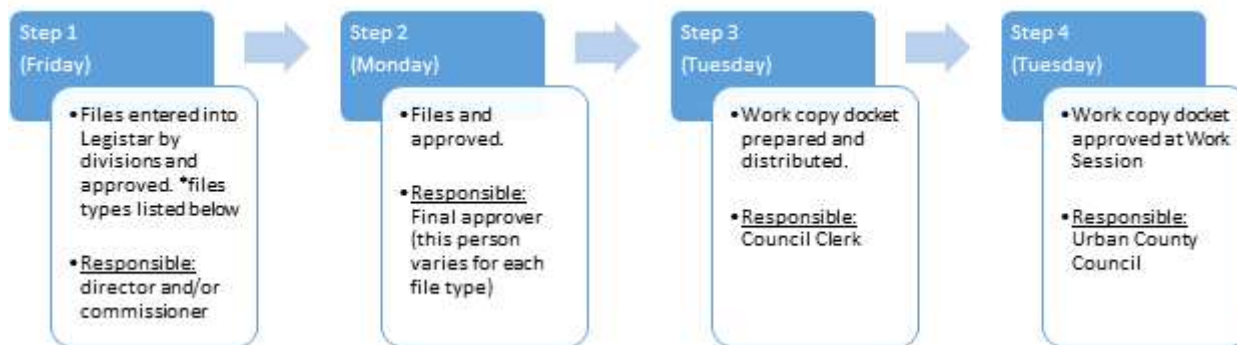 Step 1
(Friday)
•Files entered into
Legistar by
divisions and
approved. *files
types listed below
•Responsible:
director and/or
commissioner
Step 2
(Monday)
•Files and
approved.
•Responsible:
Final approver
(this person
varies for each
file type)
Step 3
(Tuesday)
•Work copy docket
prepared and
distributed.
•Responsible:
Council Clerk
Step 4
(Tuesday)
•Work copy docket
approved at Work
Session
•Responsible:
Urban County
Council